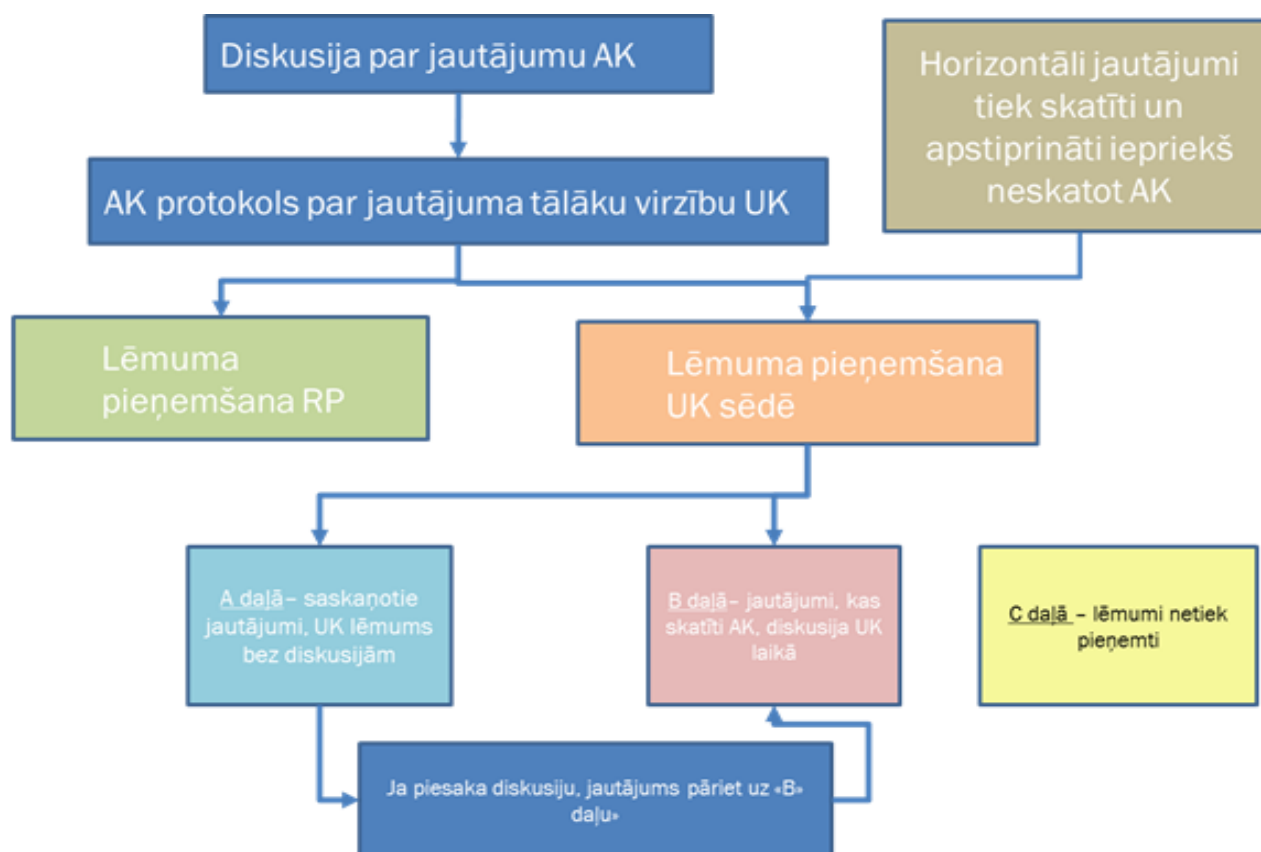 Diskusija par jautājumu AK
Horizontāli jautājumi
tiek skatīti un
apstiprināti iepriekš
neskatot AK
AK protokols par jautājuma tālāku virzību UK
Lēmuma
pieņemšana RP
Lēmuma pieņemšana
UK sēdē
A daļā– saskaņotie
jautājumi, UK lēmums
bez diskusijām
B daļā– jautājumi, kas
skatīti AK, diskusija UK
laikā
C daļā – lēmumi netiek
pieņemti
Ja piesaka diskusiju, jautājums pāriet uz «B»
daļu»